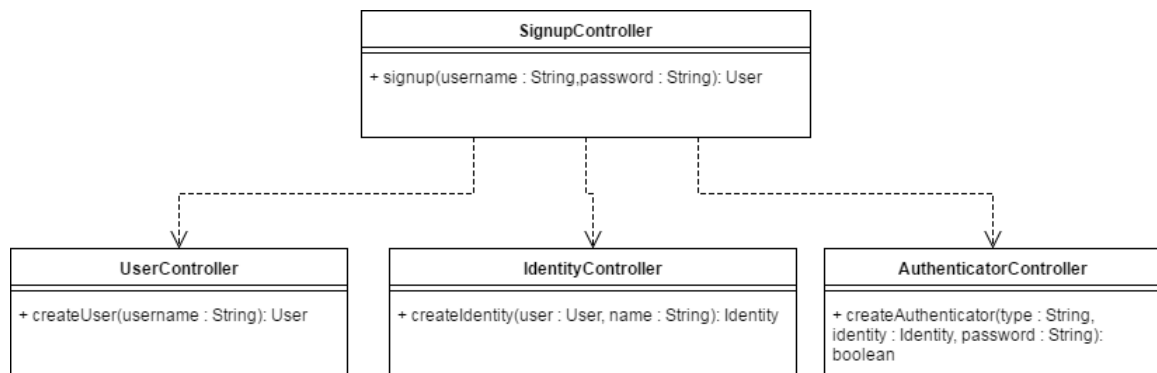 SignupController
+ signup(username : String,password : String): User
UserController
+ createUser(username : String): User
IdentityController
+ createIdentity(user : User, name : String): Identity
AuthenticatorController
+ createAuthenticator(type : String,
identity : Identity, password : String):
boolean